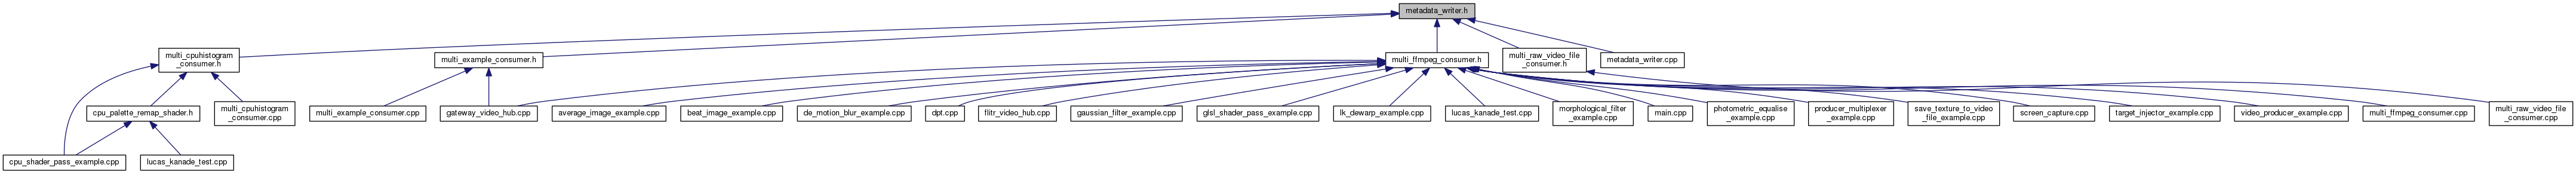 metadata_writer.h
multi_cpuhistogram
_consumer.h
multi_example_consumer.h
multi_ffmpeg_consumer.h
multi_raw_video_file
_consumer.h
metadata_writer.cpp
cpu_palette_remap_shader.h
multi_cpuhistogram
_consumer.cpp
multi_example_consumer.cpp
gateway_video_hub.cpp
average_image_example.cpp
beat_image_example.cpp
de_motion_blur_example.cpp
dpt.cpp
flitr_video_hub.cpp
gaussian_filter_example.cpp
glsl_shader_pass_example.cpp
lk_dewarp_example.cpp
lucas_kanade_test.cpp
morphological_filter
_example.cpp
main.cpp
photometric_equalise
_example.cpp
producer_multiplexer
_example.cpp
save_texture_to_video
_file_example.cpp
screen_capture.cpp
target_injector_example.cpp
video_producer_example.cpp
multi_ffmpeg_consumer.cpp
multi_raw_video_file
_consumer.cpp
cpu_shader_pass_example.cpp
lucas_kanade_test.cpp